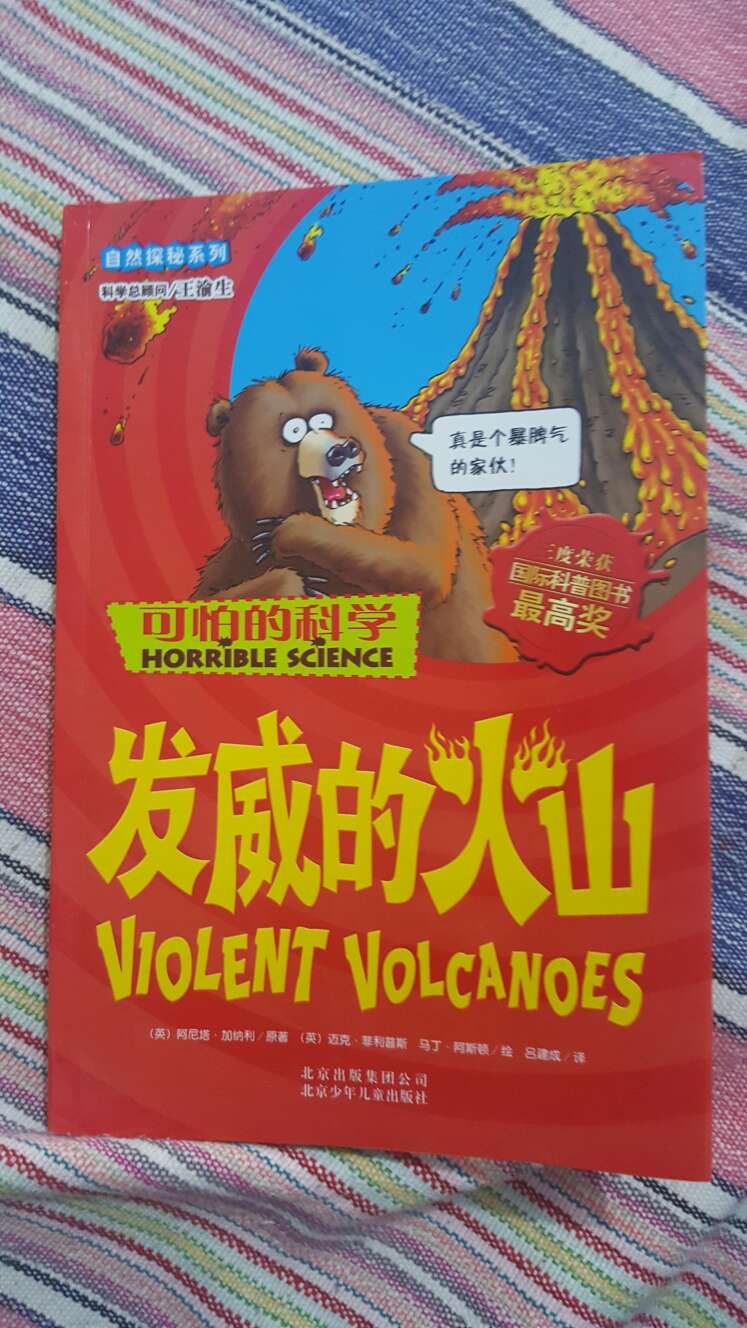 自然探秘系列
科学总顾问/王渝生
真是个暴脾气
的家伙!
三度荣获
国际科普图书
最高奖
可怕的科学
HORRIBLE SCIENCE
发威的火山
VIOLENT VOLCANOES
(英)阿尼塔·加纳利/原著 (英)迈克·菲利普斯 马丁·阿斯顿/绘 吕建成/译
北京出版集团公司
北京少年儿童出版社